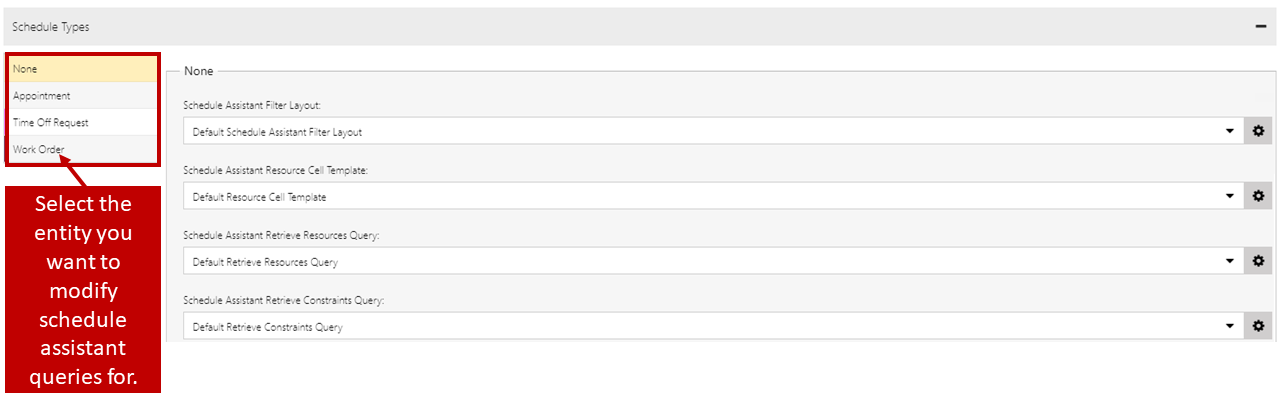 Schedule Types
None
Appointment
Time Off Request
Work Order
Select the
entity you
want to
modify
schedule
assistant
queries for.
None
Schedule Assistant Filter Layout:
Default Schedule Assistant Filter Layout
Schedule Assistant Resource Cell Template:
Default Resource Cell Template
Schedule Assistant Retrieve Resources Query:
Default Retrieve Resources Query
Schedule Assistant Retrieve Constraints Query:
Default Retrieve Constraints Query